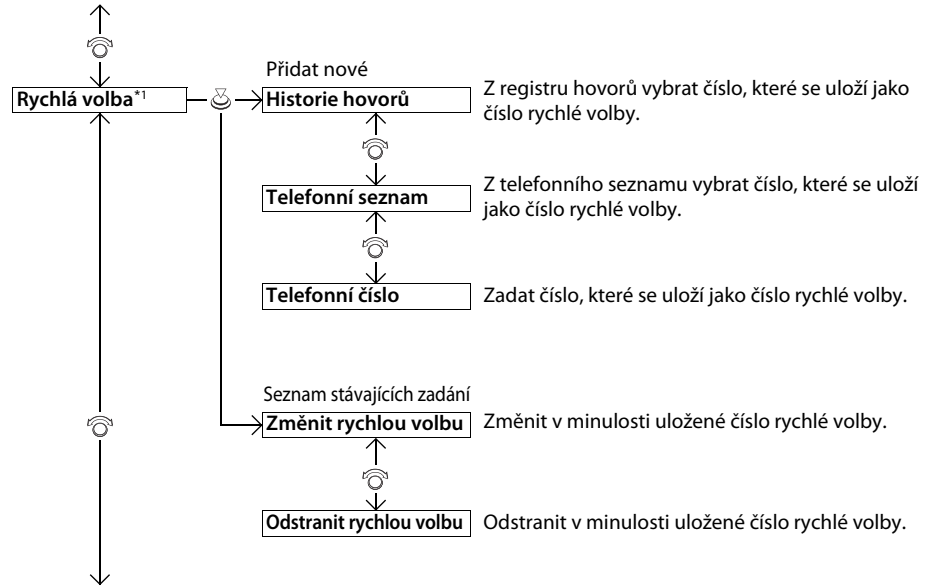 Přidat nové
Rychlá volba*1
Historie hovorů
Z registru hovorů vybrat číslo, které se uloží jako
číslo rychlé volby.
Telefonní seznam
Z telefonního seznamu vybrat číslo, které se uloží
jako číslo rychlé volby.
Telefonní číslo
Zadat číslo, které se uloží jako číslo rychlé volby.
Seznam stávajících zadání
Změnit rychlou volbu
Změnit v minulosti uložené číslo rychlé volby.
Odstranit rychlou volbu
Odstranit v minulosti uložené číslo rychlé volby.